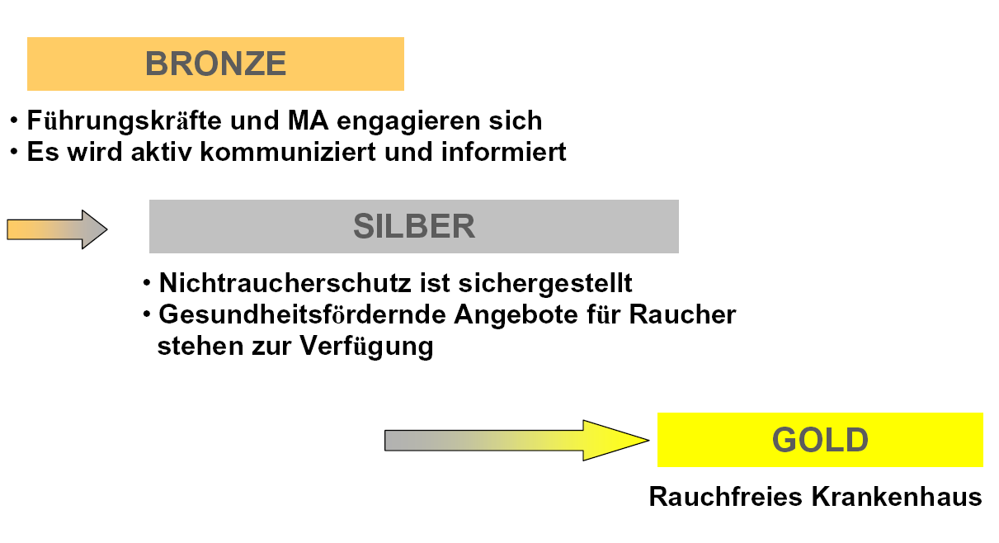 BRONZE
• Führungskräfte und MA engagieren sich
• Es wird aktiv kommuniziert und informiert
SILBER
• Nichtraucherschutz ist sichergestellt
• Gesundheitsfördernde Angebote für Raucher
stehen zur Verfügung
GOLD
Rauchfreies Krankenhaus